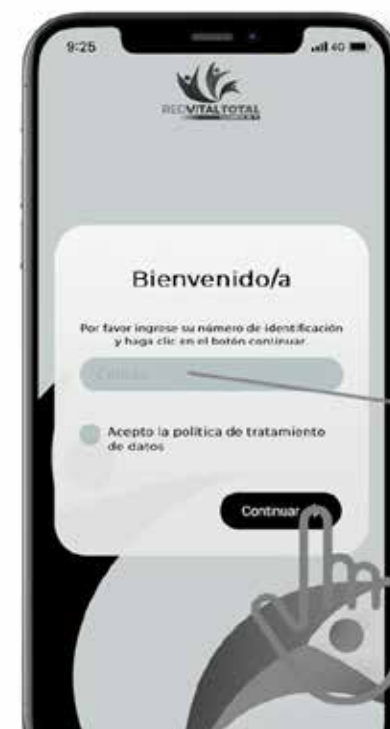 9:25
4G
REDVITALTOTAL
Bienvenido/a
Por favor ingrese su número de identificación
y haga clic en el botón continuar
Acepto la política de tratamiento
de datos
Continuar